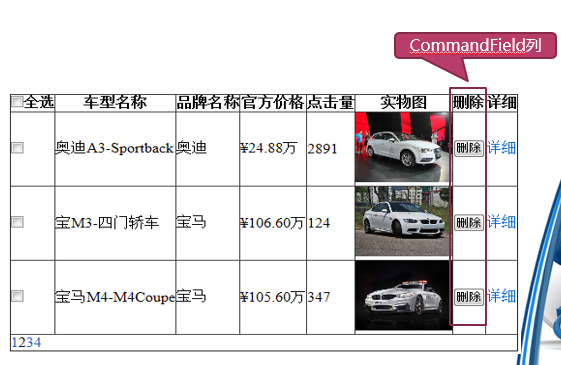 CommandField列
全选 车型名称 品牌名称 官方价格 点击量 实物图 删除 详细
奥迪A3-Sportback 奥迪 ¥24.88万 2891 删除 详细
宝M3-四门轿车 宝马 ¥106.60万 124 删除 详细
宝马M4-M4Coupe 宝马 ¥105.60万 347 删除 详细
1234